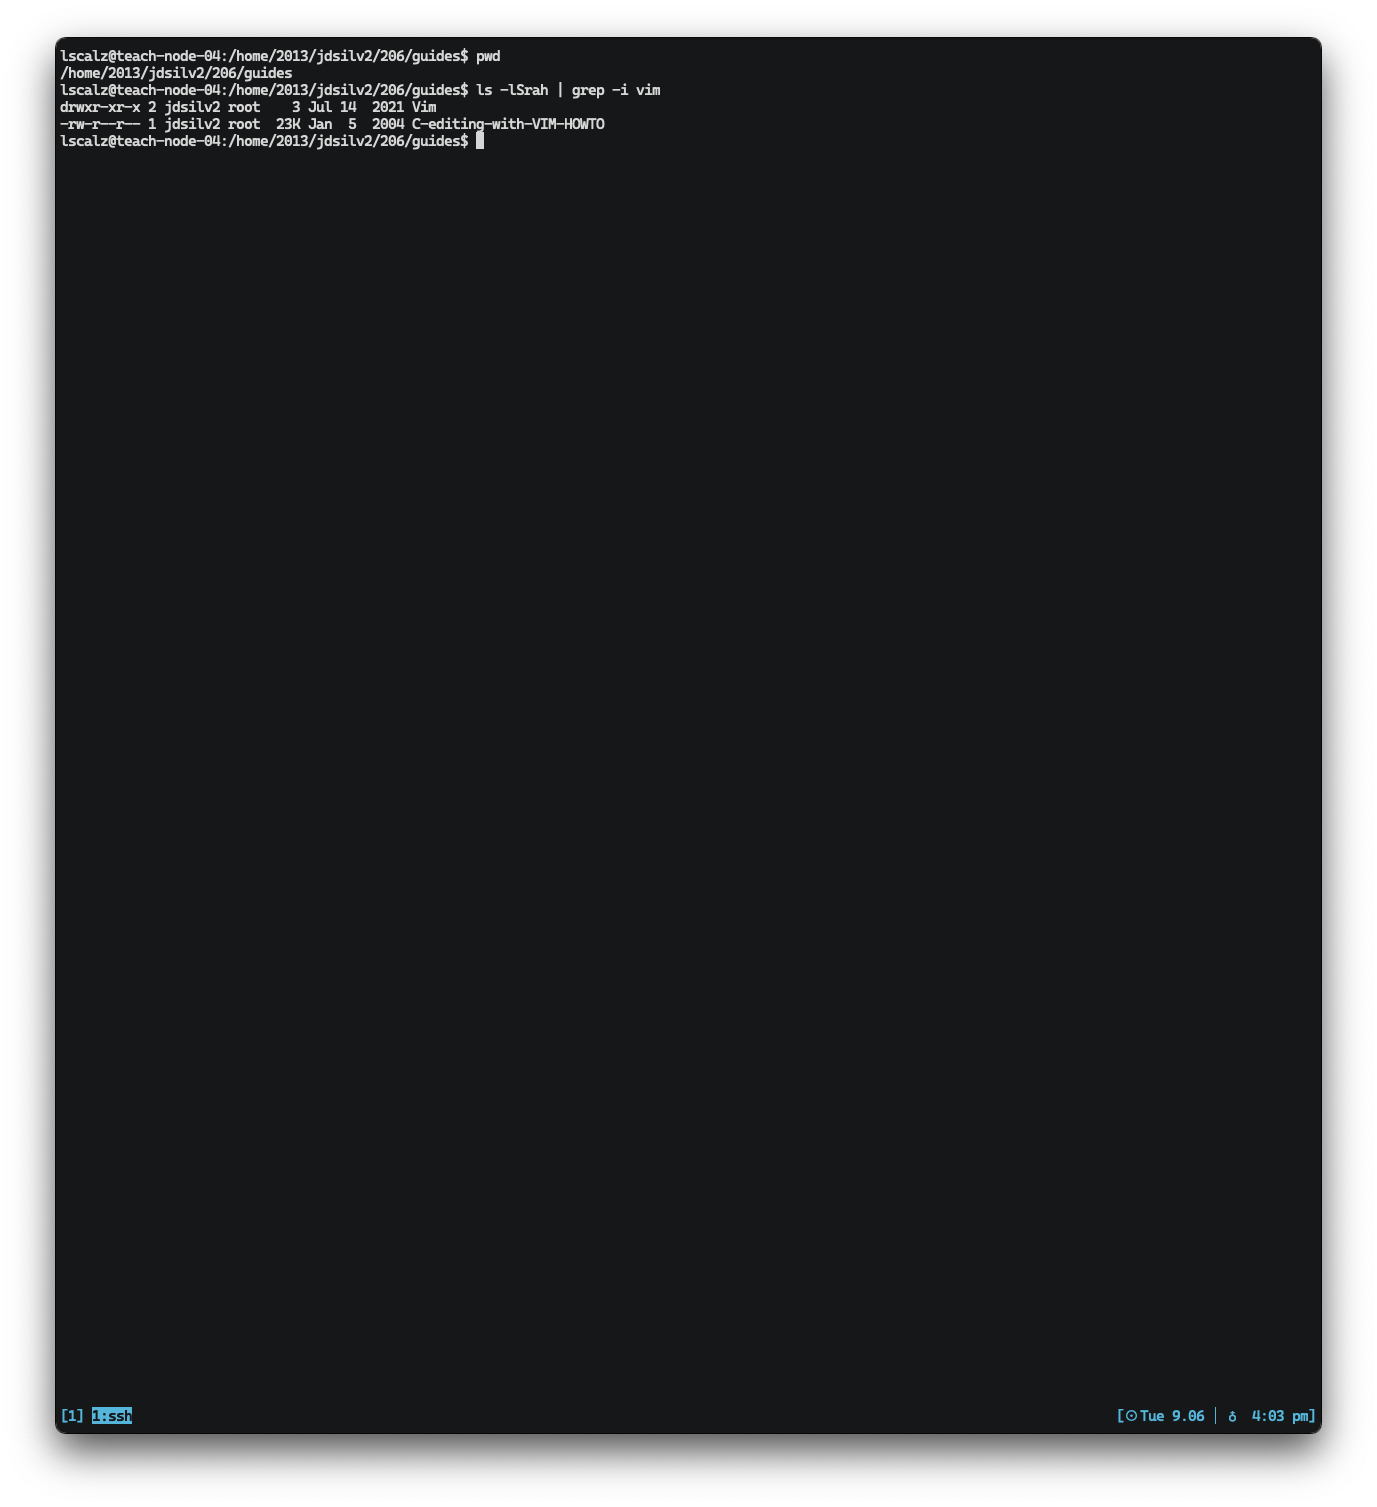 lscalz@teach-node-04:/home/2013/jdsilv2/206/guides$ pwd
/home/2013/jdsilv2/206/guides
lscalz@teach-node-04:/home/2013/jdsilv2/206/guides$ ls -lSrah | grep -i vim
drwxr-xr-x 2 jdsilv2 root    3 Jul 14  2021 Vim
-rw-r--r-- 1 jdsilv2 root  23K Jan  5  2004 C-editing-with-VIM-HOWTO
lscalz@teach-node-04:/home/2013/jdsilv2/206/guides$
[1] 1:ssh [☉Tue 9.06 │ ♁ 4:03 pm]